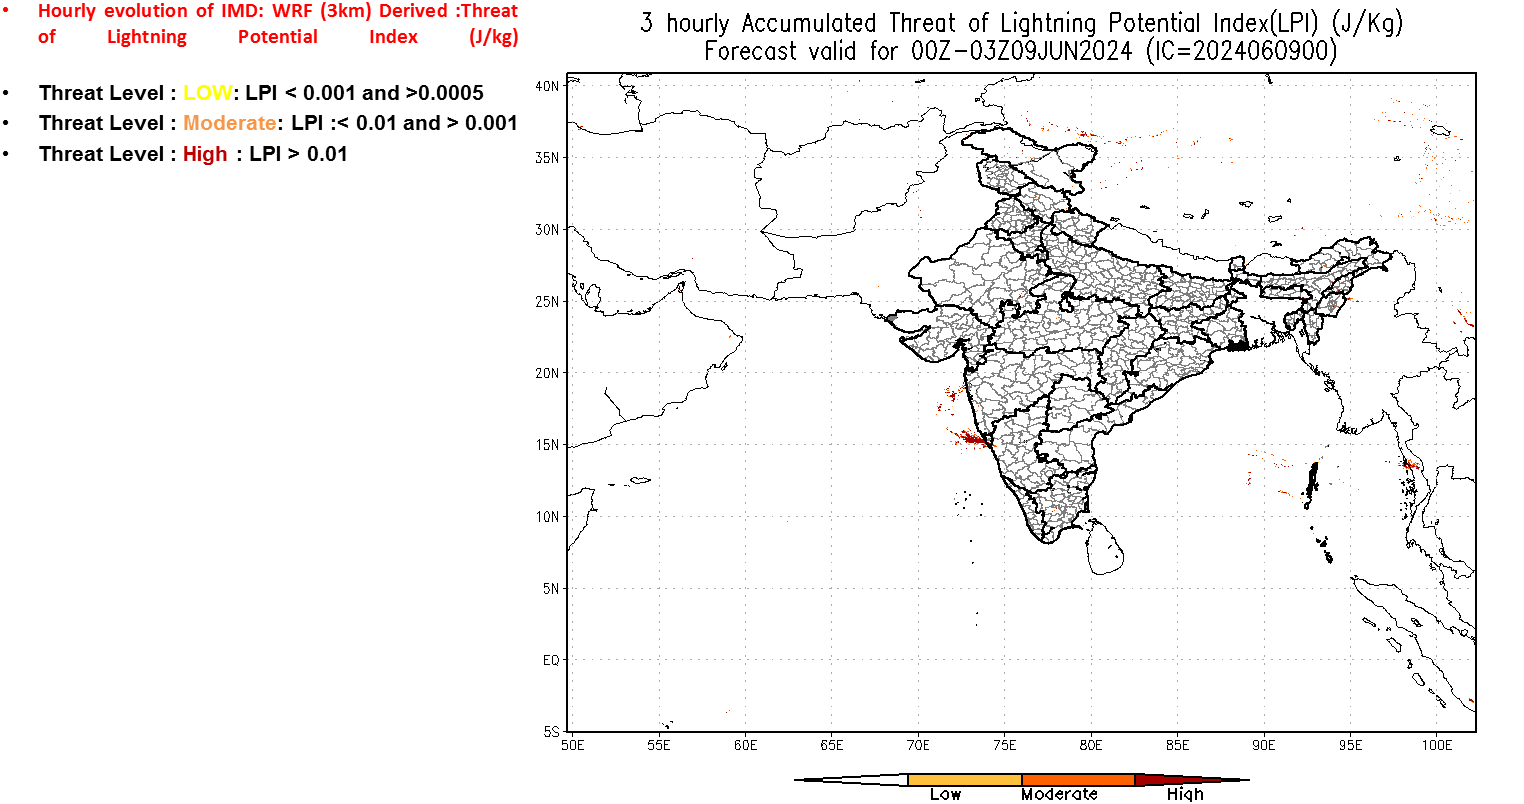 • Hourly evolution of IMD: WRF (3km) Derived :Threat
of Lightning Potential Index (J/kg)
• Threat Level : LOW: LPI < 0.001 and >0.0005
• Threat Level : Moderate: LPI :< 0.01 and > 0.001
• Threat Level : High : LPI > 0.01
3 hourly Accumulated Threat of Lightning Potential Index(LPI) (J/Kg)
Forecast valid for 00Z-03Z09JUN2024 (IC=2024060900)
40N
35N
30N
25N
20N
15N
10N
5N
EQ
5S
50E 55E 60E 65E 70E 75E 80E 85E 90E 95E 100E
Low Moderate High